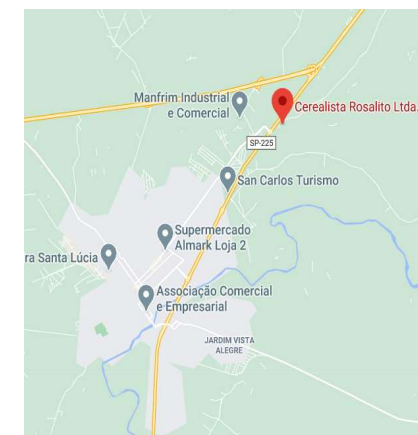 Manfrim Industrial
e Comercial
Cerealista Rosalito Ltda.
SP-225
San Carlos Turismo
Supermercado
Almark Loja 2
ra Santa Lúcia
Associação Comercial
e Empresarial
JARDIM VISTA
ALEGRE